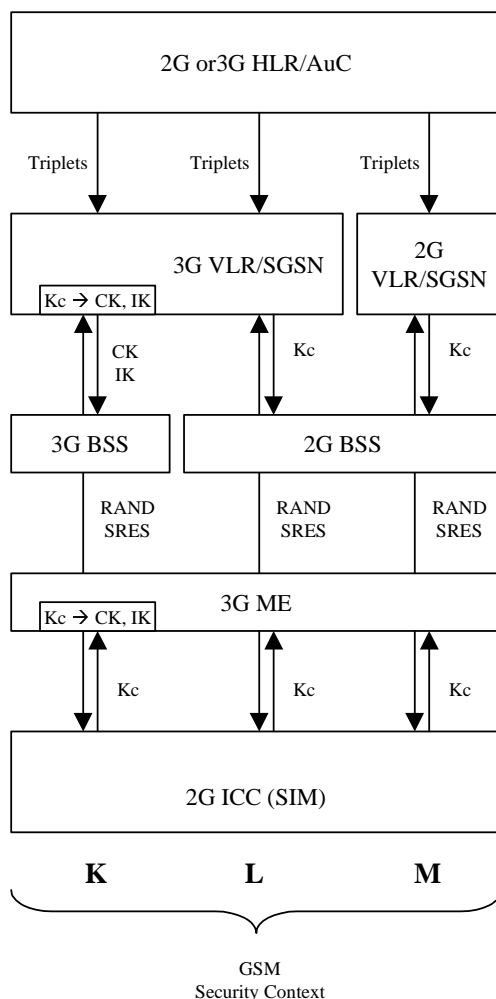 2G or3G HLR/AuC
Triplets
Triplets
Triplets
3G VLR/SGSN
2G
VLR/SGSN
Kc → CK, IK
CK
IK
Kc
Kc
3G BSS
2G BSS
RAND
SRES
RAND
SRES
RAND
SRES
3G ME
Kc → CK, IK
Kc
Kc
Kc
2G ICC (SIM)
K
L
M
GSM
Security Context